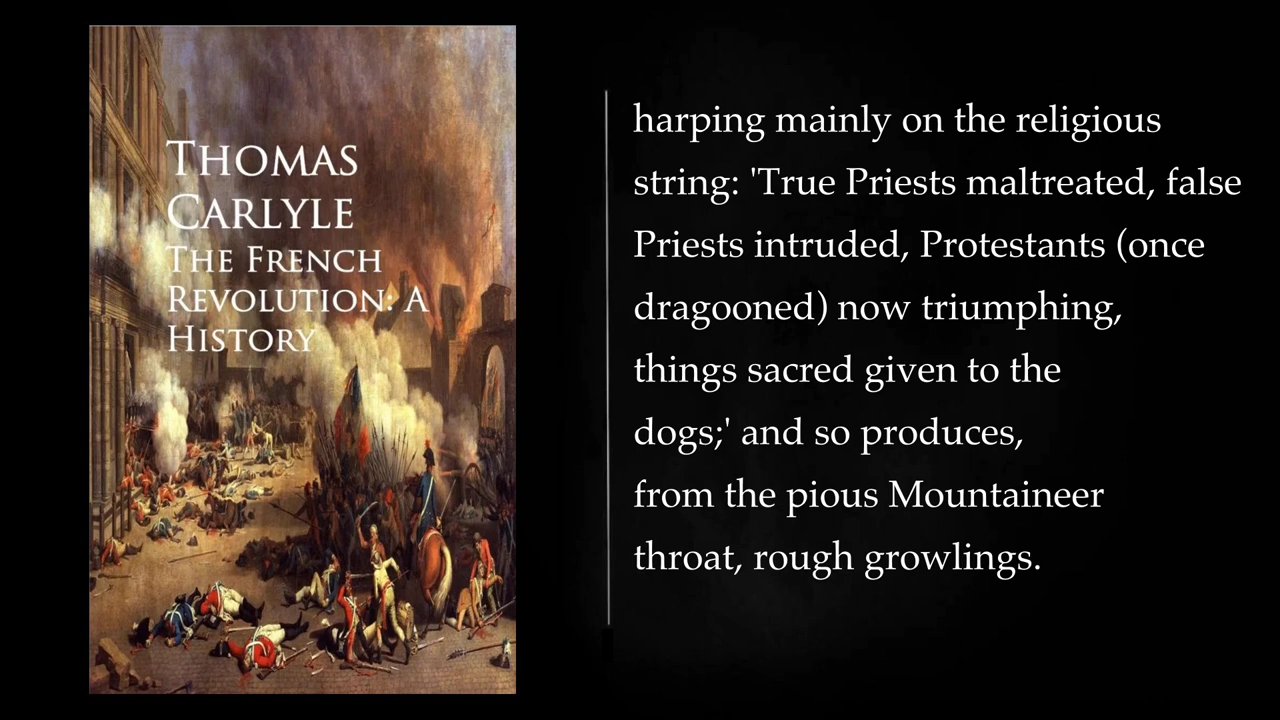 THOMAS
CARLYLE
THE FRENCH
REVOLUTION: A
HISTORY
harping mainly on the religious
string: 'True Priests maltreated, false
Priests intruded, Protestants (once
dragooned) now triumphing,
things sacred given to the
dogs;' and so produces,
from the pious Mountaineer
throat, rough growlings.